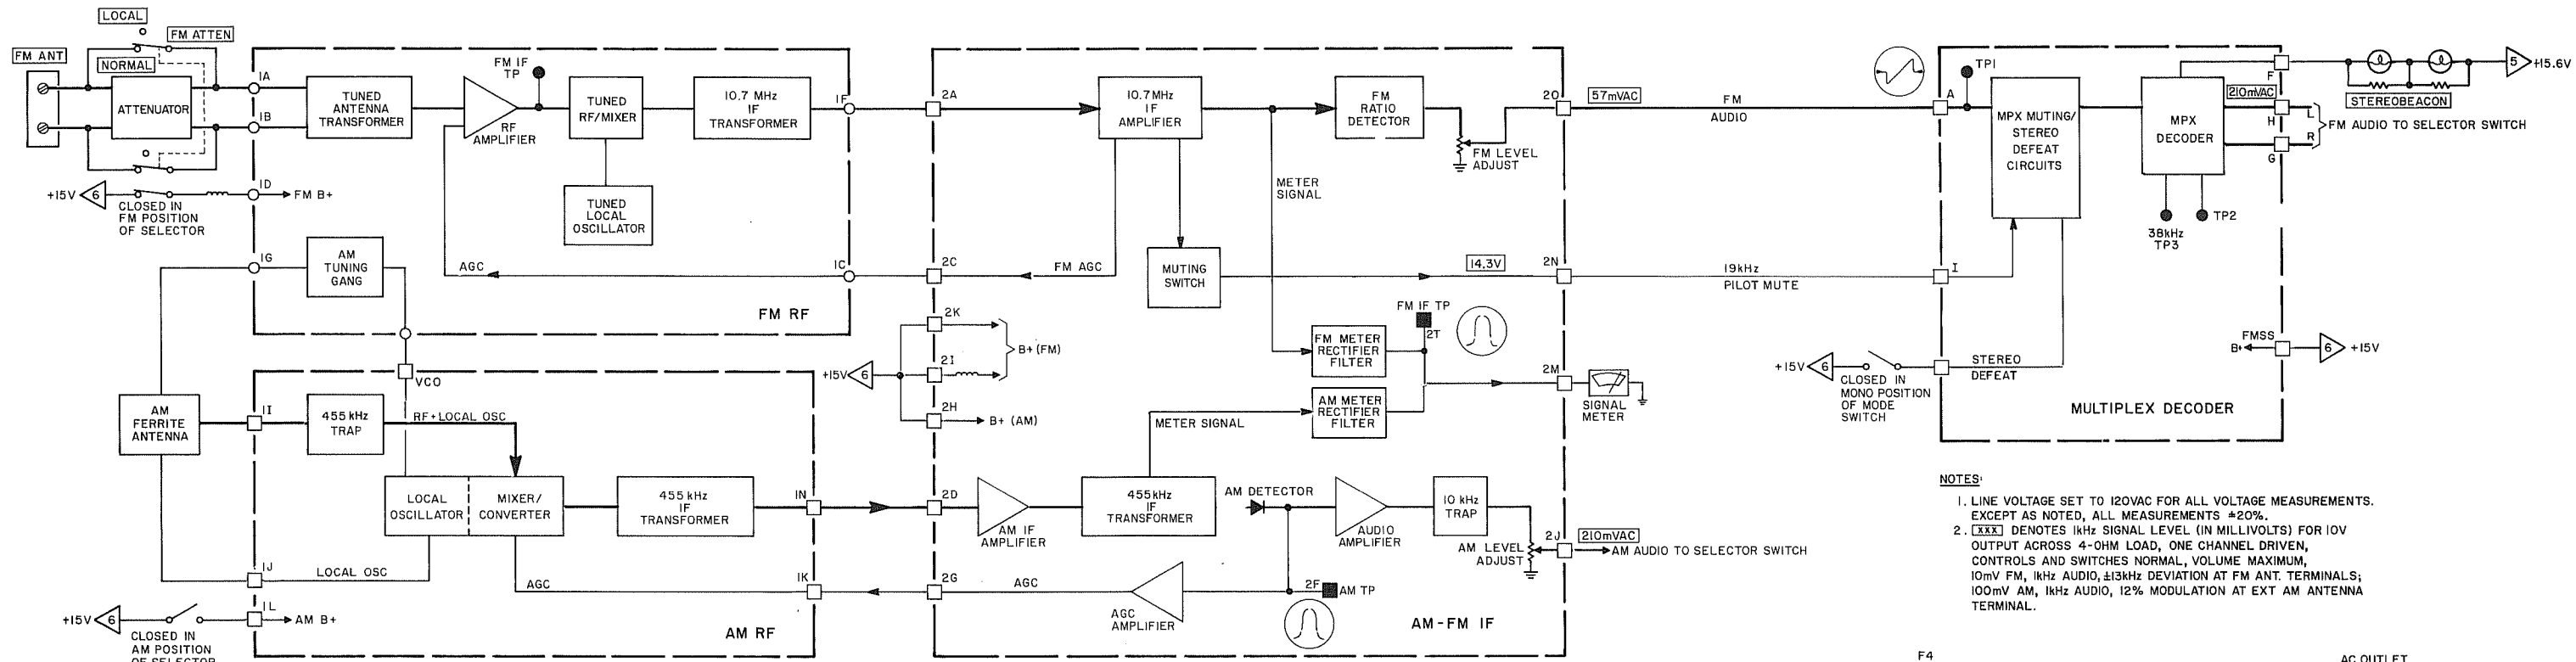 LOCAL
FM ATTEN
FM ANT
NORMAL
ATTENUATOR
1A
1B
TUNED
ANTENNA
TRANSFORMER
FM IF
TP
RF
AMPLIFIER
TUNED
RF/MIXER
10.7 MHz
IF
TRANSFORMER
1F
TUNED
LOCAL
OSCILLATOR
+15V
6
CLOSED IN
FM POSITION
OF SELECTOR
1D
FM B+
1G
AM
TUNING
GANG
AGC
1C
FM RF
2A
10.7MHz
IF
AMPLIFIER
FM
RATIO
DETECTOR
FM LEVEL
ADJUST
2O
57mVAC
FM
AUDIO
2C
FM AGC
MUTING
SWITCH
METER
SIGNAL
14.3V
2N
19kHz
PILOT MUTE
2K
2I
B+ (FM)
+15V
6
2H
B+ (AM)
FM IF TP
2T
FM METER
RECTIFIER
FILTER
AM METER
RECTIFIER
FILTER
2M
SIGNAL
METER
METER SIGNAL
A
TP1
MPX MUTING/
STEREO
DEFEAT
CIRCUITS
MPX
DECODER
F
5
+15.6V
STEREOBEACON
210mVAC
L
H
R
G
FM AUDIO TO SELECTOR SWITCH
38kHz
TP3
TP2
I
+15V
6
CLOSED IN
MONO POSITION
OF MODE
SWITCH
STEREO
DEFEAT
FMSS
B+
6
+15V
MULTIPLEX DECODER
AM
FERRITE
ANTENNA
1I
455 kHz
TRAP
VCO
RF+LOCAL OSC
LOCAL
OSCILLATOR
MIXER/
CONVERTER
455 kHz
IF
TRANSFORMER
1N
1J
LOCAL OSC
AGC
1K
+15V
6
1L
AM B+
CLOSED IN
AM POSITION
OF SELECTOR
AM RF
2D
AM IF
AMPLIFIER
455kHz
IF
TRANSFORMER
AM DETECTOR
AUDIO
AMPLIFIER
10 kHz
TRAP
AM LEVEL
ADJUST
2J
210mVAC
AM AUDIO TO SELECTOR SWITCH
2G
AGC
AGC
AMPLIFIER
2F
AM TP
AM-FM IF
NOTES:
1. LINE VOLTAGE SET TO 120VAC FOR ALL VOLTAGE MEASUREMENTS.
EXCEPT AS NOTED, ALL MEASUREMENTS ±20%.
2. XXX DENOTES 1kHz SIGNAL LEVEL (IN MILLIVOLTS) FOR 10V
OUTPUT ACROSS 4-OHM LOAD, ONE CHANNEL DRIVEN,
CONTROLS AND SWITCHES NORMAL, VOLUME MAXIMUM,
10mV FM, 1kHz AUDIO, ±13kHz DEVIATION AT FM ANT. TERMINALS;
100mV AM, 1kHz AUDIO, 12% MODULATION AT EXT AM ANTENNA
TERMINAL.
F4
AC OUTLET